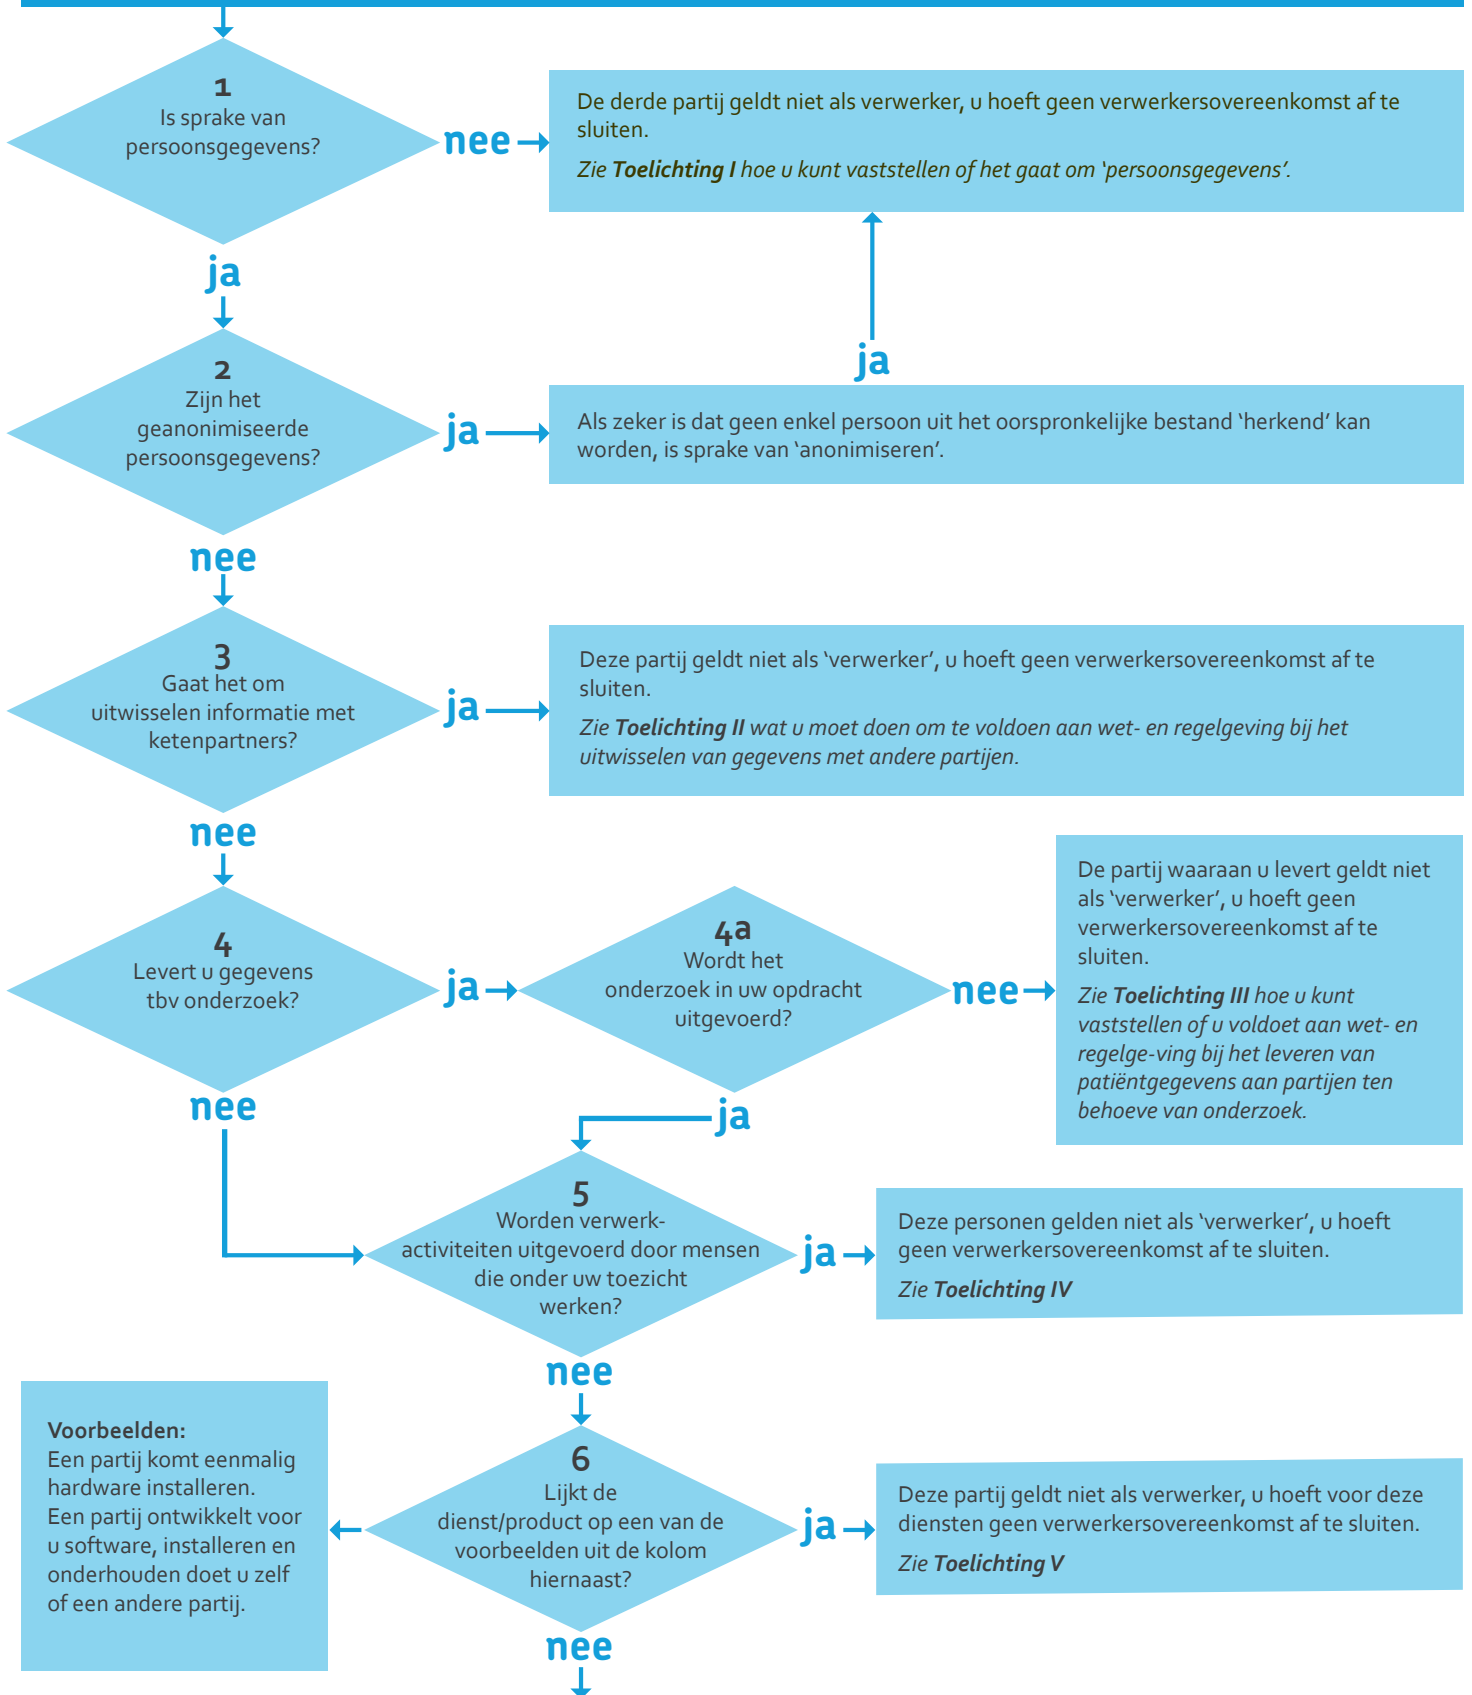 1
Is sprake van
persoonsgegevens?
nee
De derde partij geldt niet als verwerker, u hoeft geen verwerkersovereenkomst af te
sluiten.
Zie Toelichting I hoe u kunt vaststellen of het gaat om ‘persoonsgegevens’.
ja
2
Zijn het
geanonimiseerde
persoonsgegevens?
ja
ja
Als zeker is dat geen enkel persoon uit het oorspronkelijke bestand ‘herkend’ kan
worden, is sprake van ‘anonimiseren’.
nee
3
Gaat het om
uitwisselen informatie met
ketenpartners?
ja
Deze partij geldt niet als ‘verwerker’, u hoeft geen verwerkersovereenkomst af te
sluiten.
Zie Toelichting II wat u moet doen om te voldoen aan wet- en regelgeving bij het
uitwisselen van gegevens met andere partijen.
nee
4
Levert u gegevens
tbv onderzoek?
ja
4a
Wordt het
onderzoek in uw opdracht
uitgevoerd?
nee
De partij waaraan u levert geldt niet
als ‘verwerker’, u hoeft geen
verwerkersovereenkomst af te
sluiten.
Zie Toelichting III hoe u kunt
vaststellen of u voldoet aan wet- en
regelge-ving bij het leveren van
patiëntgegevens aan partijen ten
behoeve van onderzoek.
nee
ja
5
Worden verwerk-
activiteiten uitgevoerd door mensen
die onder uw toezicht
werken?
ja
Deze personen gelden niet als ‘verwerker’, u hoeft
geen verwerkersovereenkomst af te sluiten.
Zie Toelichting IV
nee
Voorbeelden:
Een partij komt eenmalig
hardware installeren.
Een partij ontwikkelt voor
u software, installeren en
onderhouden doet u zelf
of een andere partij.
6
Lijkt de
dienst/product op een van de
voorbeelden uit de kolom
hiernaast?
ja
Deze partij geldt niet als verwerker, u hoeft voor deze
diensten geen verwerkersovereenkomst af te sluiten.
Zie Toelichting V
nee